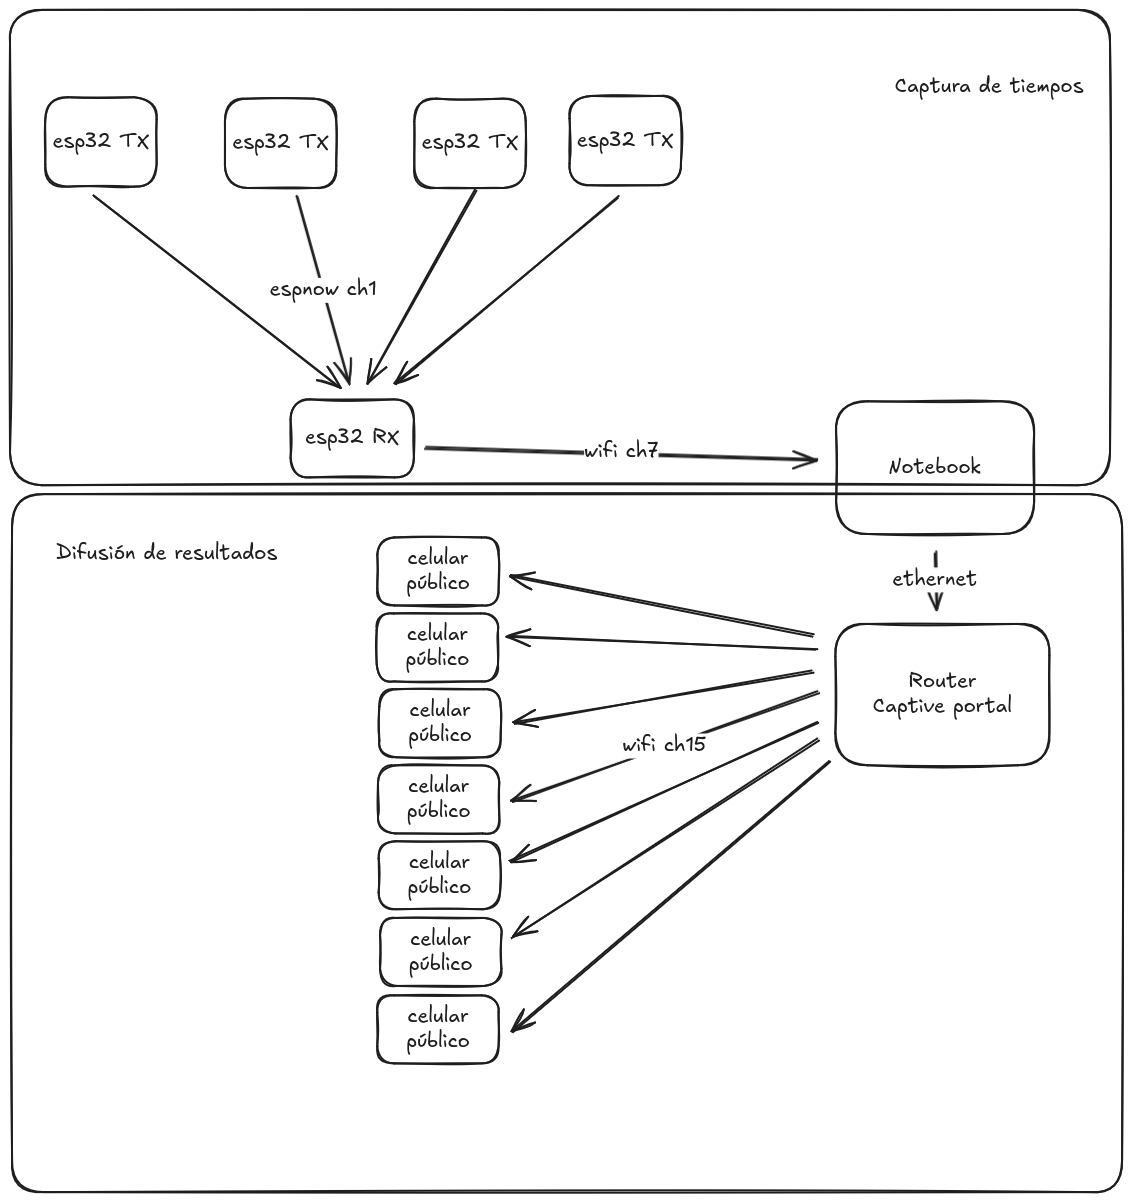 Captura de tiempos
esp32 TX
esp32 TX
esp32 TX
esp32 TX
espnow ch1
esp32 RX
wifi ch7
Notebook
Difusión de resultados
ethernet
Router
Captive portal
celular
público
celular
público
celular
público
wifi ch15
celular
público
celular
público
celular
público
celular
público